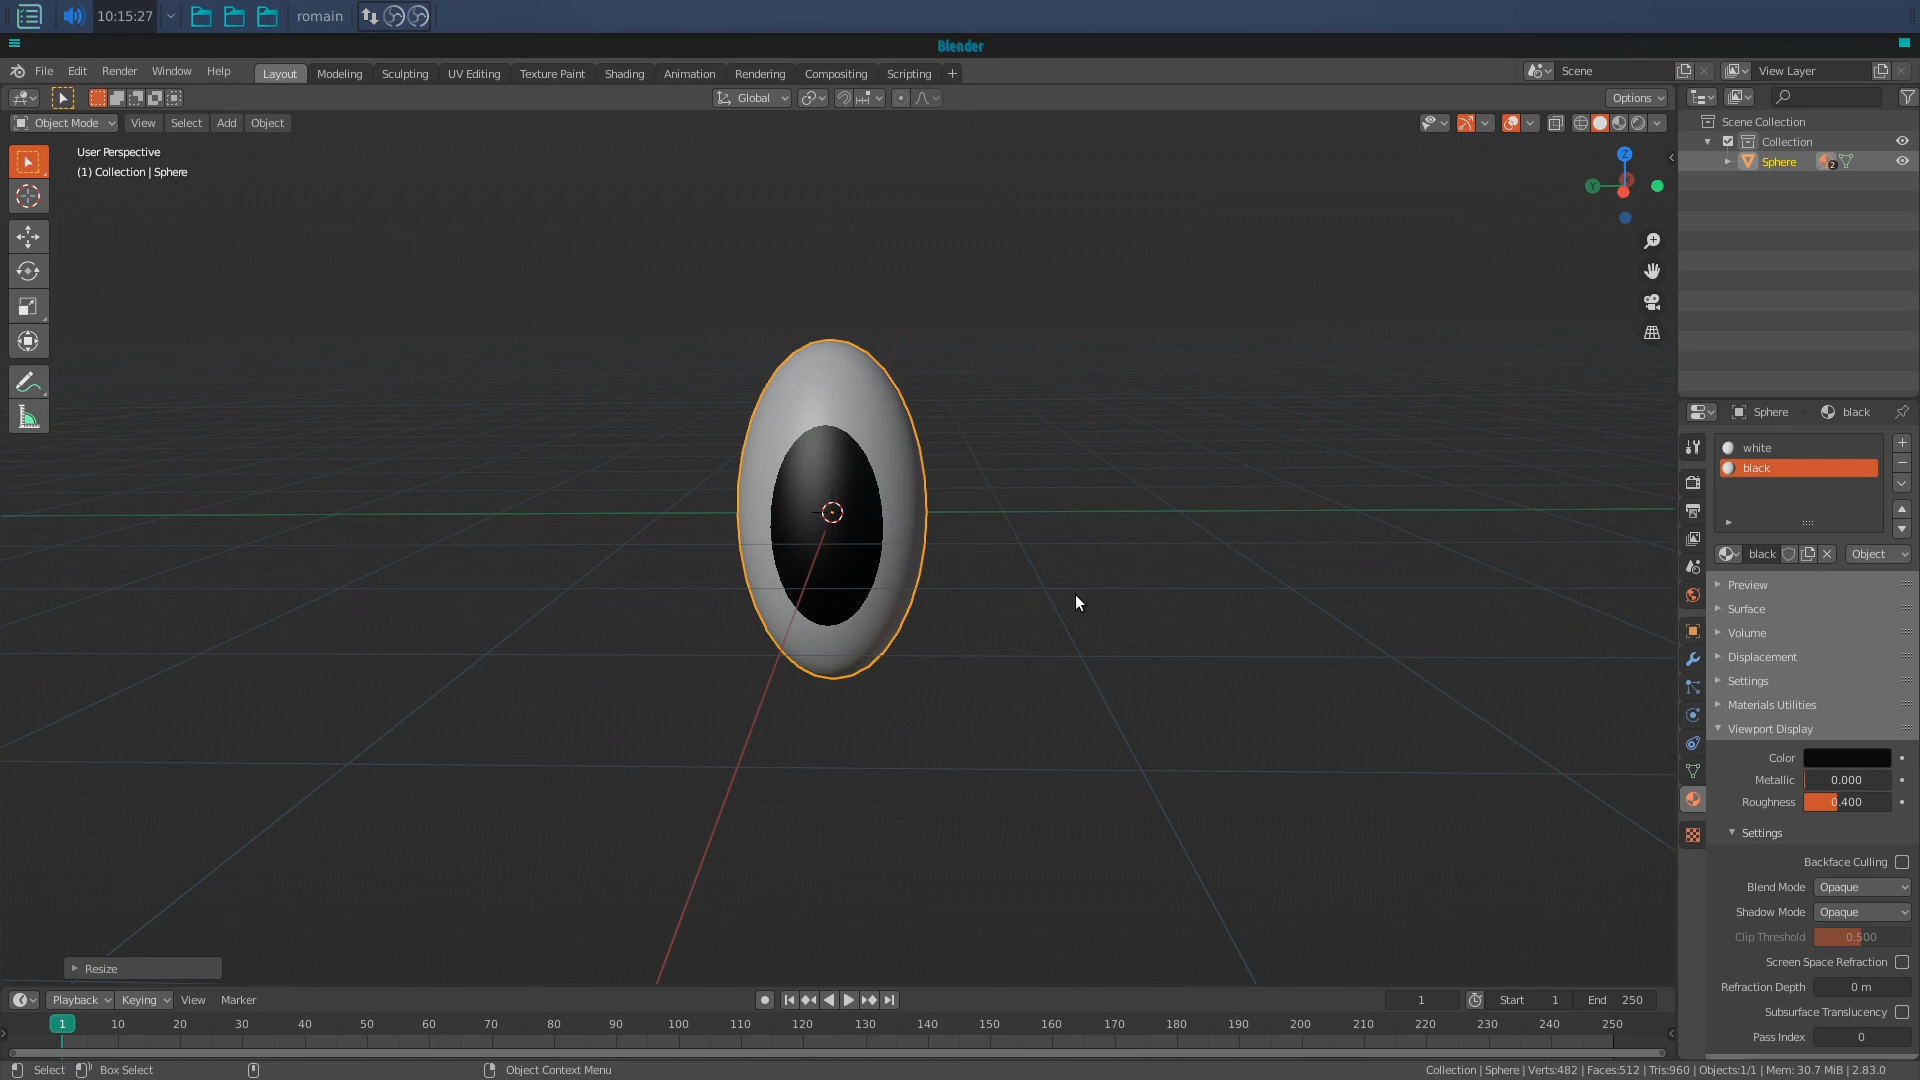 10:15:27 romain
Blender
File Edit Render Window Help Layout Modeling Sculpting UV Editing Texture Paint Shading Animation Rendering Compositing Scripting + Scene View Layer
Global Options
Object Mode View Select Add Object
User Perspective
(1) Collection | Sphere
Z
Y
X
Scene Collection
Collection
Sphere 2
Sphere black
white
black
black Object
Preview
Surface
Volume
Displacement
Settings
Materials Utilities
Viewport Display
Color
Metallic 0.000
Roughness 0.400
Settings
Backface Culling
Blend Mode Opaque
Shadow Mode Opaque
Clip Threshold 0.500
Screen Space Refraction
Refraction Depth 0 m
Subsurface Translucency
Pass Index 0
Resize
Playback Keying View Marker 1 Start 1 End 250
1 10 20 30 40 50 60 70 80 90 100 110 120 130 140 150 160 170 180 190 200 210 220 230 240 250
Select Box Select Object Context Menu Collection | Sphere | Verts:482 | Faces:512 | Tris:960 | Objects:1/1 | Mem: 30.7 MiB | 2.83.0